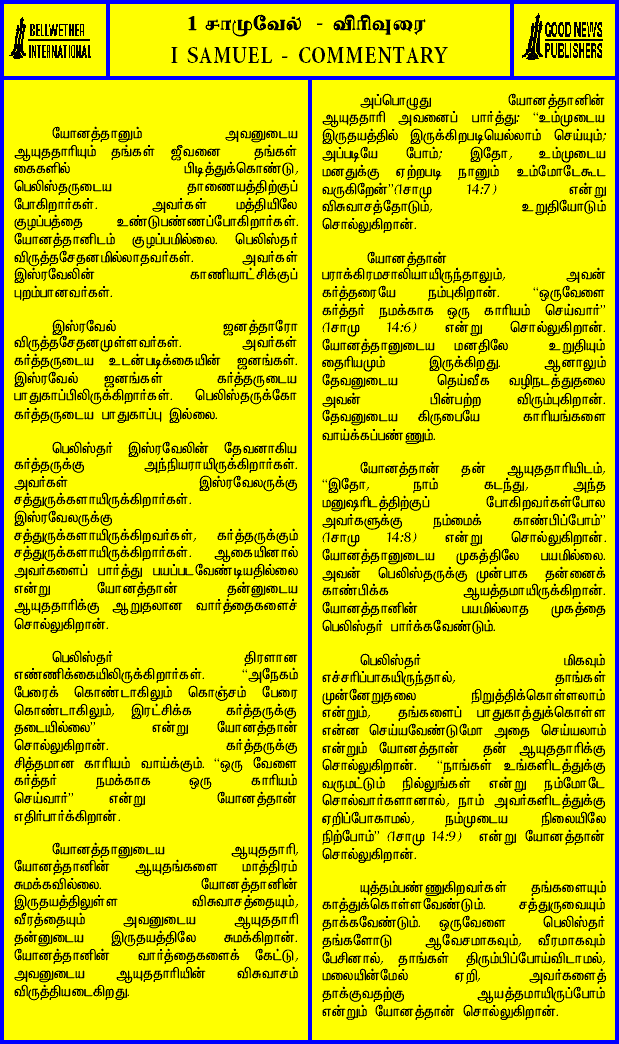 BELLWETHER
INTERNATIONAL
1 சாமுவேல் - விரிவுரை
I SAMUEL - COMMENTARY
GOOD NEWS
PUBLISHERS
யோனத்தானும் அவனுடைய
ஆயுததாரியும் தங்கள் ஜீவனை தங்கள்
கைகளில் பிடித்துக்கொண்டு,
பெலிஸ்தருடைய தாணையத்திற்குப்
போகிறார்கள். அவர்கள் மத்தியிலே
குழப்பத்தை உண்டுபண்ணப்போகிறார்கள்.
யோனத்தானிடம் குழப்பமில்லை. பெலிஸ்தர்
விருத்தசேதனமில்லாதவர்கள். அவர்கள்
இஸ்ரவேலின் காணியாட்சிக்குப்
புறம்பானவர்கள்.
இஸ்ரவேல் ஜனத்தாரோ
விருத்தசேதனமுள்ளவர்கள். அவர்கள்
கர்த்தருடைய உடன்படிக்கையின் ஜனங்கள்.
இஸ்ரவேல் ஜனங்கள் கர்த்தருடைய
பாதுகாப்பிலிருக்கிறார்கள். பெலிஸ்தருக்கோ
கர்த்தருடைய பாதுகாப்பு இல்லை.
பெலிஸ்தர் இஸ்ரவேலின் தேவனாகிய
கர்த்தருக்கு அந்நியராயிருக்கிறார்கள்.
அவர்கள் இஸ்ரவேலருக்கு
சத்துருக்களாயிருக்கிறார்கள்.
இஸ்ரவேலருக்கு
சத்துருக்களாயிருக்கிறவர்கள், கர்த்தருக்கும்
சத்துருக்களாயிருக்கிறார்கள். ஆகையினால்
அவர்களைப் பார்த்து பயப்படவேண்டியதில்லை
என்று யோனத்தான் தன்னுடைய
ஆயுததாரிக்கு ஆறுதலான வார்த்தைகளைச்
சொல்லுகிறான்.
பெலிஸ்தர் திரளான
எண்ணிக்கையிலிருக்கிறார்கள். “அநேகம்
பேரைக் கொண்டாகிலும் கொஞ்சம் பேரை
கொண்டாகிலும், இரட்சிக்க கர்த்தருக்கு
தடையில்லை” என்று யோனத்தான்
சொல்லுகிறான். கர்த்தருக்கு
சித்தமான காரியம் வாய்க்கும். “ஒரு வேளை
கர்த்தர் நமக்காக ஒரு காரியம்
செய்வார்” என்று யோனத்தான்
எதிர்பார்க்கிறான்.
யோனத்தானுடைய ஆயுததாரி,
யோனத்தானின் ஆயுதங்களை மாத்திரம்
சுமக்கவில்லை. யோனத்தானின்
இருதயத்திலுள்ள விசுவாசத்தையும்,
வீரத்தையும் அவனுடைய ஆயுததாரி
தன்னுடைய இருதயத்திலே சுமக்கிறான்.
யோனத்தானின் வார்த்தைகளைக் கேட்டு,
அவனுடைய ஆயுததாரியின் விசுவாசம்
விருத்தியடைகிறது.
அப்பொழுது யோனத்தானின்
ஆயுததாரி அவனைப் பார்த்து: “உம்முடைய
இருதயத்தில் இருக்கிறபடியெல்லாம் செய்யும்;
அப்படியே போம்; இதோ, உம்முடைய
மனதுக்கு ஏற்றபடி நானும் உம்மோடேகூட
வருகிறேன்”(1சாமு 14:7) என்று
விசுவாசத்தோடும், உறுதியோடும்
சொல்லுகிறான்.
யோனத்தான்
பராக்கிரமசாலியாயிருந்தாலும், அவன்
கர்த்தரையே நம்புகிறான். “ஒருவேளை
கர்த்தர் நமக்காக ஒரு காரியம் செய்வார்”
(1சாமு 14:6) என்று சொல்லுகிறான்.
யோனத்தானுடைய மனதிலே உறுதியும்
தைரியமும் இருக்கிறது. ஆனாலும்
தேவனுடைய தெய்வீக வழிநடத்துதலை
அவன் பின்பற்ற விரும்புகிறான்.
தேவனுடைய கிருபையே காரியங்களை
வாய்க்கப்பண்ணும்.
யோனத்தான் தன் ஆயுததாரியிடம்,
“இதோ, நாம் கடந்து, அந்த
மனுஷரிடத்திற்குப் போகிறவர்கள்போல
அவர்களுக்கு நம்மைக் காண்பிப்போம்”
(1சாமு 14:8) என்று சொல்லுகிறான்.
யோனத்தானுடைய முகத்திலே பயமில்லை.
அவன் பெலிஸ்தருக்கு முன்பாக தன்னைக்
காண்பிக்க ஆயத்தமாயிருக்கிறான்.
யோனத்தானின் பயமில்லாத முகத்தை
பெலிஸ்தர் பார்க்கவேண்டும்.
பெலிஸ்தர் மிகவும்
எச்சரிப்பாகயிருந்தால், தாங்கள்
முன்னேறுதலை நிறுத்திக்கொள்ளலாம்
என்றும், தங்களைப் பாதுகாத்துக்கொள்ள
என்ன செய்யவேண்டுமோ அதை செய்யலாம்
என்றும் யோனத்தான் தன் ஆயுததாரிக்கு
சொல்லுகிறான். “நாங்கள் உங்களிடத்துக்கு
வருமட்டும் நில்லுங்கள் என்று நம்மோடே
சொல்வார்களானால், நாம் அவர்களிடத்துக்கு
ஏறிப்போகாமல், நம்முடைய நிலையிலே
நிற்போம்” (1சாமு 14:9) என்று யோனத்தான்
சொல்லுகிறான்.
யுத்தம்பண்ணுகிறவர்கள் தங்களையும்
காத்துக்கொள்ளவேண்டும். சத்துருவையும்
தாக்கவேண்டும். ஒருவேளை பெலிஸ்தர்
தங்களோடு ஆவேசமாகவும், வீரமாகவும்
பேசினால், தாங்கள் திரும்பிப்போய்விடாமல்,
மலையின்மேல் ஏறி, அவர்களைத்
தாக்குவதற்கு ஆயத்தமாயிருப்போம்
என்றும் யோனத்தான் சொல்லுகிறான்.